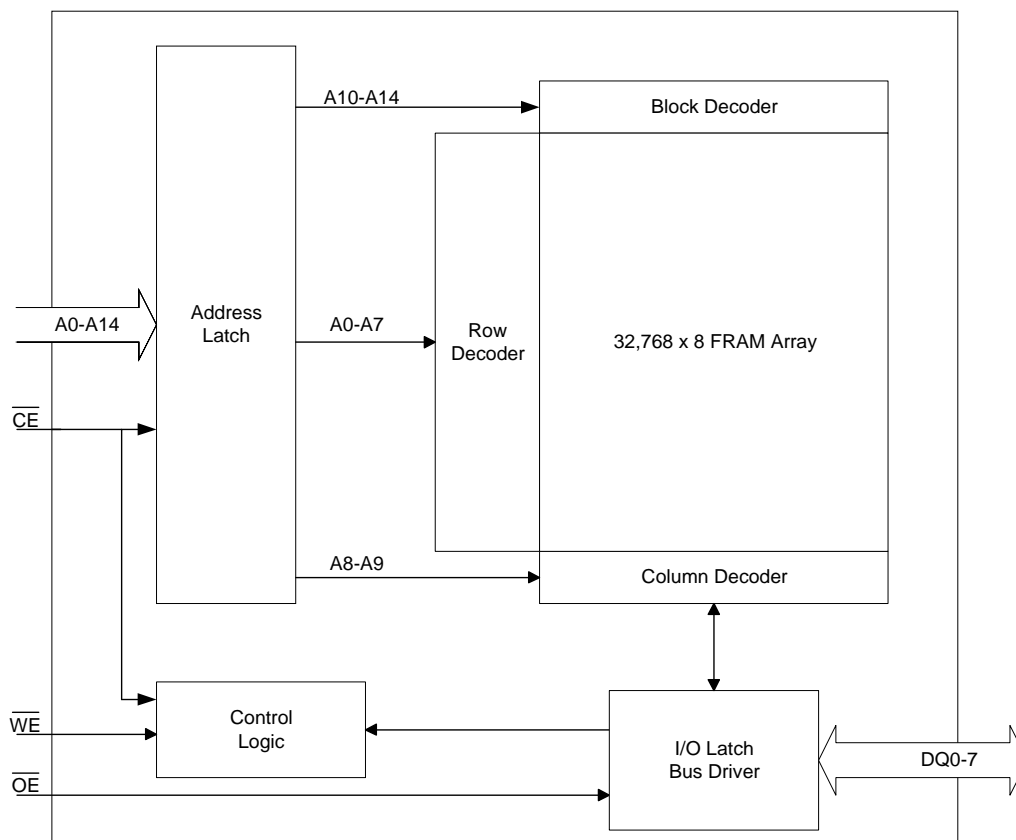 A10-A14
Block Decoder
A0-A14
Address
Latch
A0-A7
Row
Decoder
32,768 x 8 FRAM Array
CE
A8-A9
Column Decoder
Control
Logic
WE
I/O Latch
Bus Driver
DQ0-7
OE